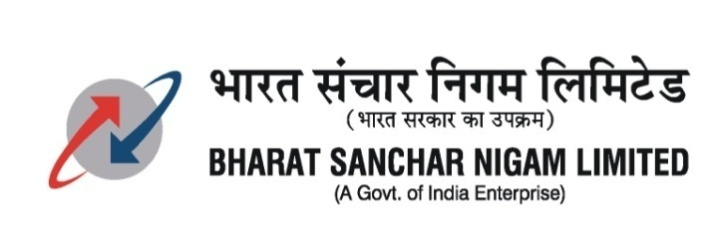 भारत संचार निगम लिमिटेड
(भारत सरकार का उपक्रम)
BHARAT SANCHAR NIGAM LIMITED
(A Govt. of India Enterprise)